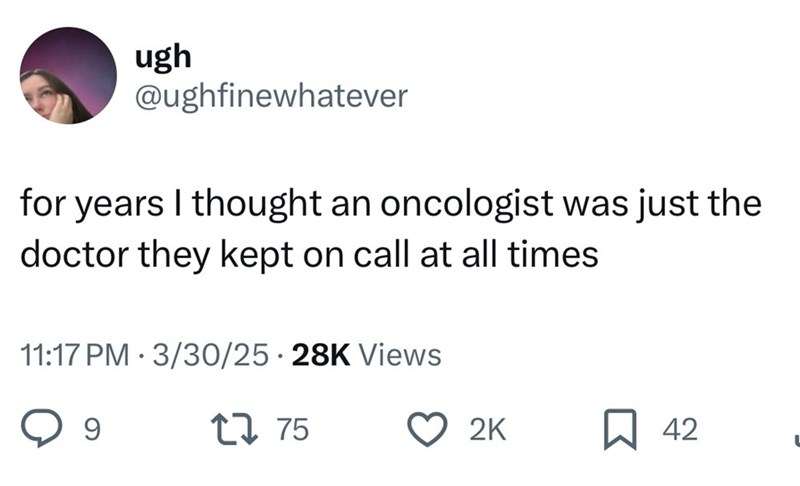 ugh
@ughfinewhatever
for years I thought an oncologist was just the
doctor they kept on call at all times
11:17 PM · 3/30/25 · 28K Views
9 75 2K 42